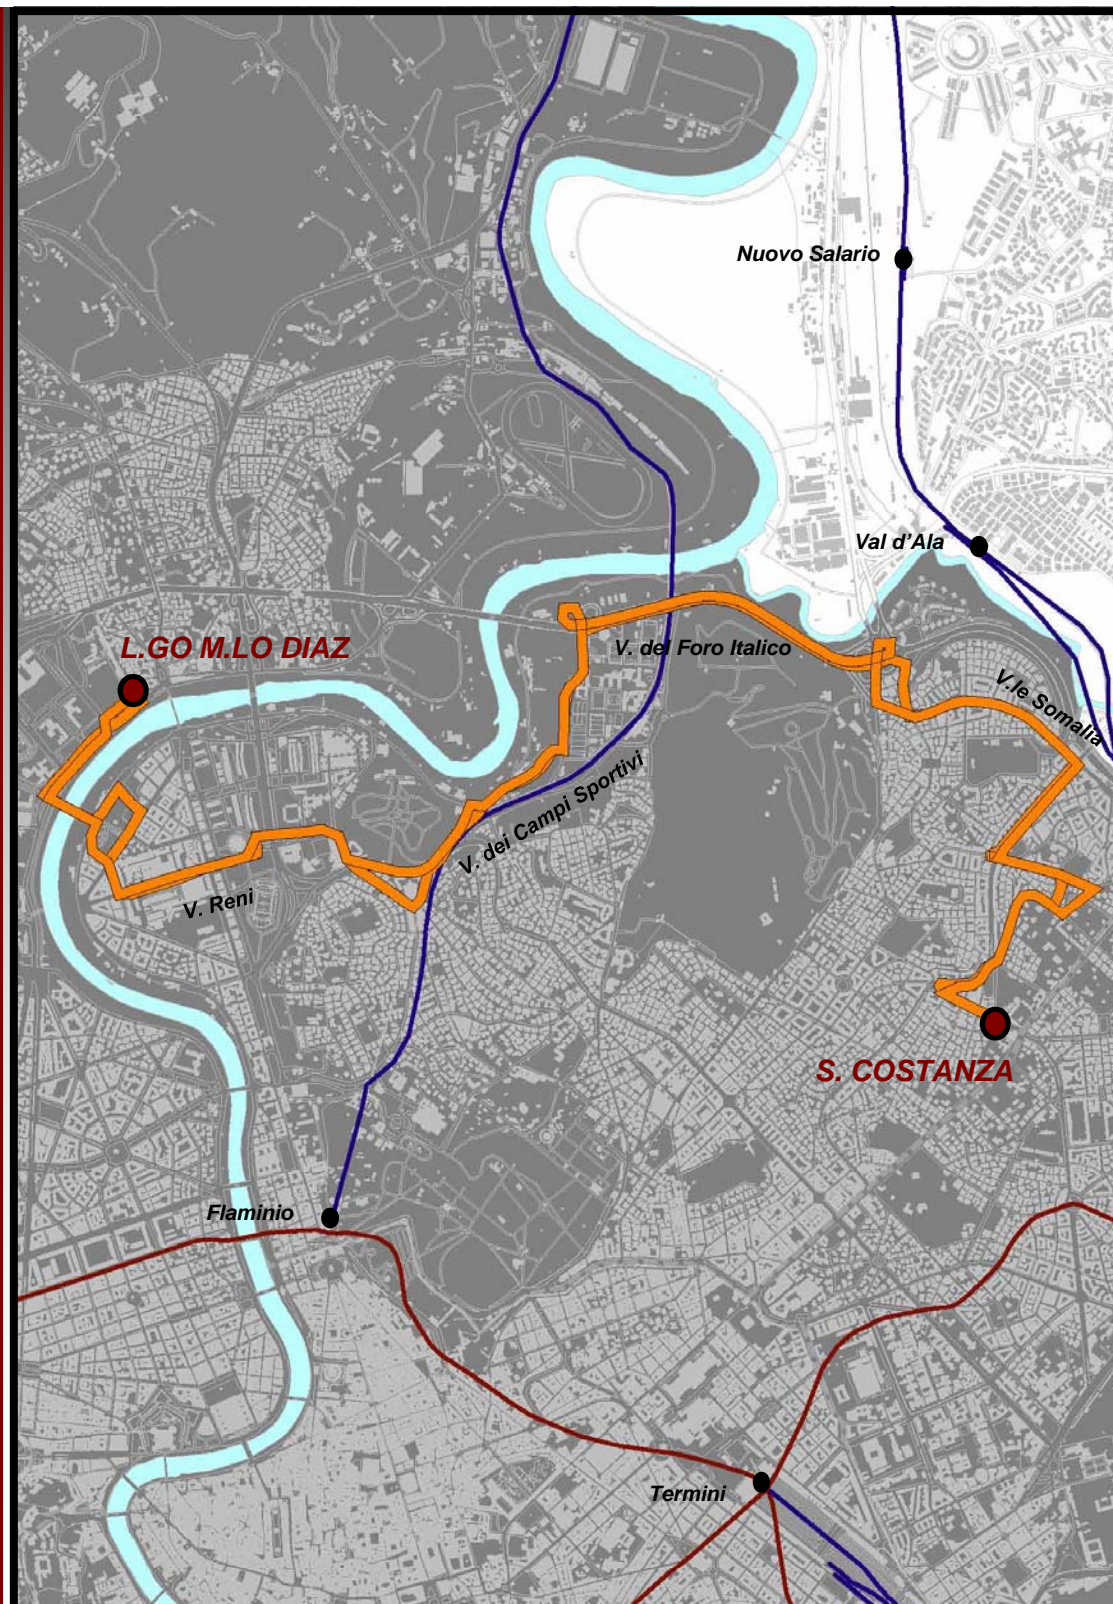 Nuovo Salario
Val d'Ala
L.GO M.LO DIAZ
V. del Foro Italico
V.le Somalia
V. dei Campi Sportivi
V. Reni
S. COSTANZA
Flaminio
Termini